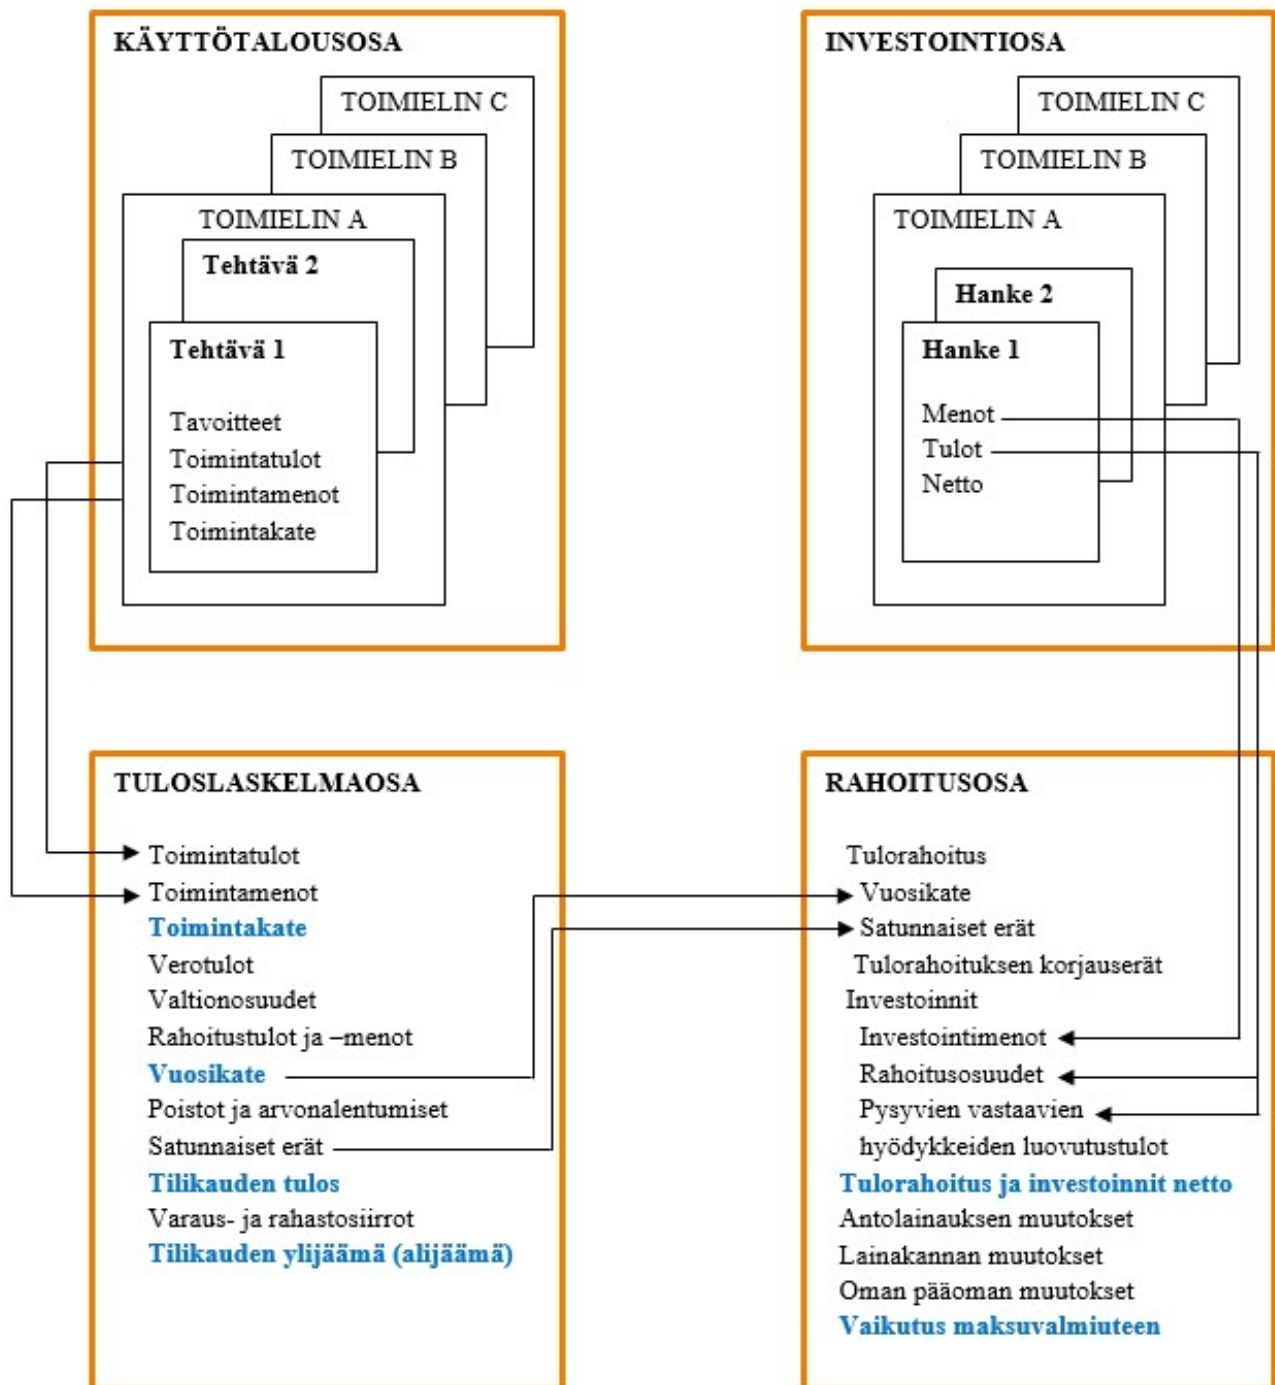 KÄYTTÖTALOUSOSA
TOIMIELIN C
TOIMIELIN B
TOIMIELIN A
Tehtävä 2
Tehtävä 1
Tavoitteet
Toimintatulot
Toimintamenot
Toimintakate
INVESTOINTIOSA
TOIMIELIN C
TOIMIELIN B
TOIMIELIN A
Hanke 2
Hanke 1
Menot
Tulot
Netto
TULOSLASKELMAOSA
Toimintatulot
Toimintamenot
Toimintakate
Verotulot
Valtionosuudet
Rahoitustulot ja –menot
Vuosikate
Poistot ja arvonalentumiset
Satunnaiset erät
Tilikauden tulos
Varaus- ja rahastosiirrot
Tilikauden ylijäämä (alijäämä)
RAHOITUSOSA
Tulorahoitus
Vuosikate
Satunnaiset erät
Tulorahoituksen korjauserät
Investoinnit
Investointimenot
Rahoitusosuudet
Pysyvien vastaavien
hyödykkeiden luovutustulot
Tulorahoitus ja investoinnit netto
Antolainauksen muutokset
Lainakannan muutokset
Oman pääoman muutokset
Vaikutus maksuvalmiuteen